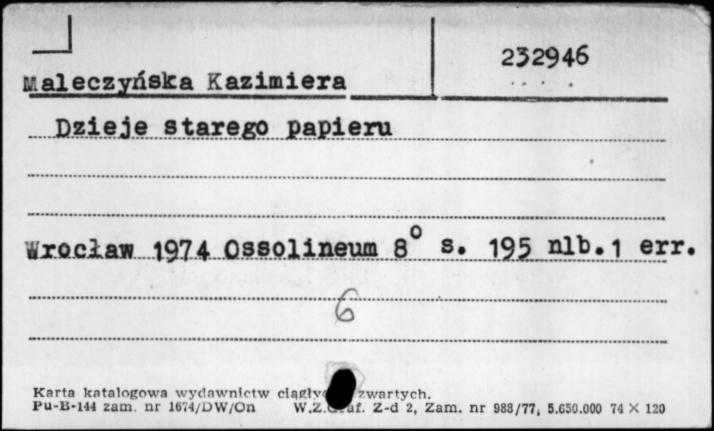 232946
Maleczyńska Kazimiera
Dzieje starego papieru
Wrocław 1974 Ossolineum 8° s. 195 nlb.1 err.
6
Karta katalogowa wydawnictw zwartych.
Pu-B-144 zam. nr 1674/DW/On W.Z.Graf. Z-d 2, Zam. nr 988/77, 5.650.000 74 X 120